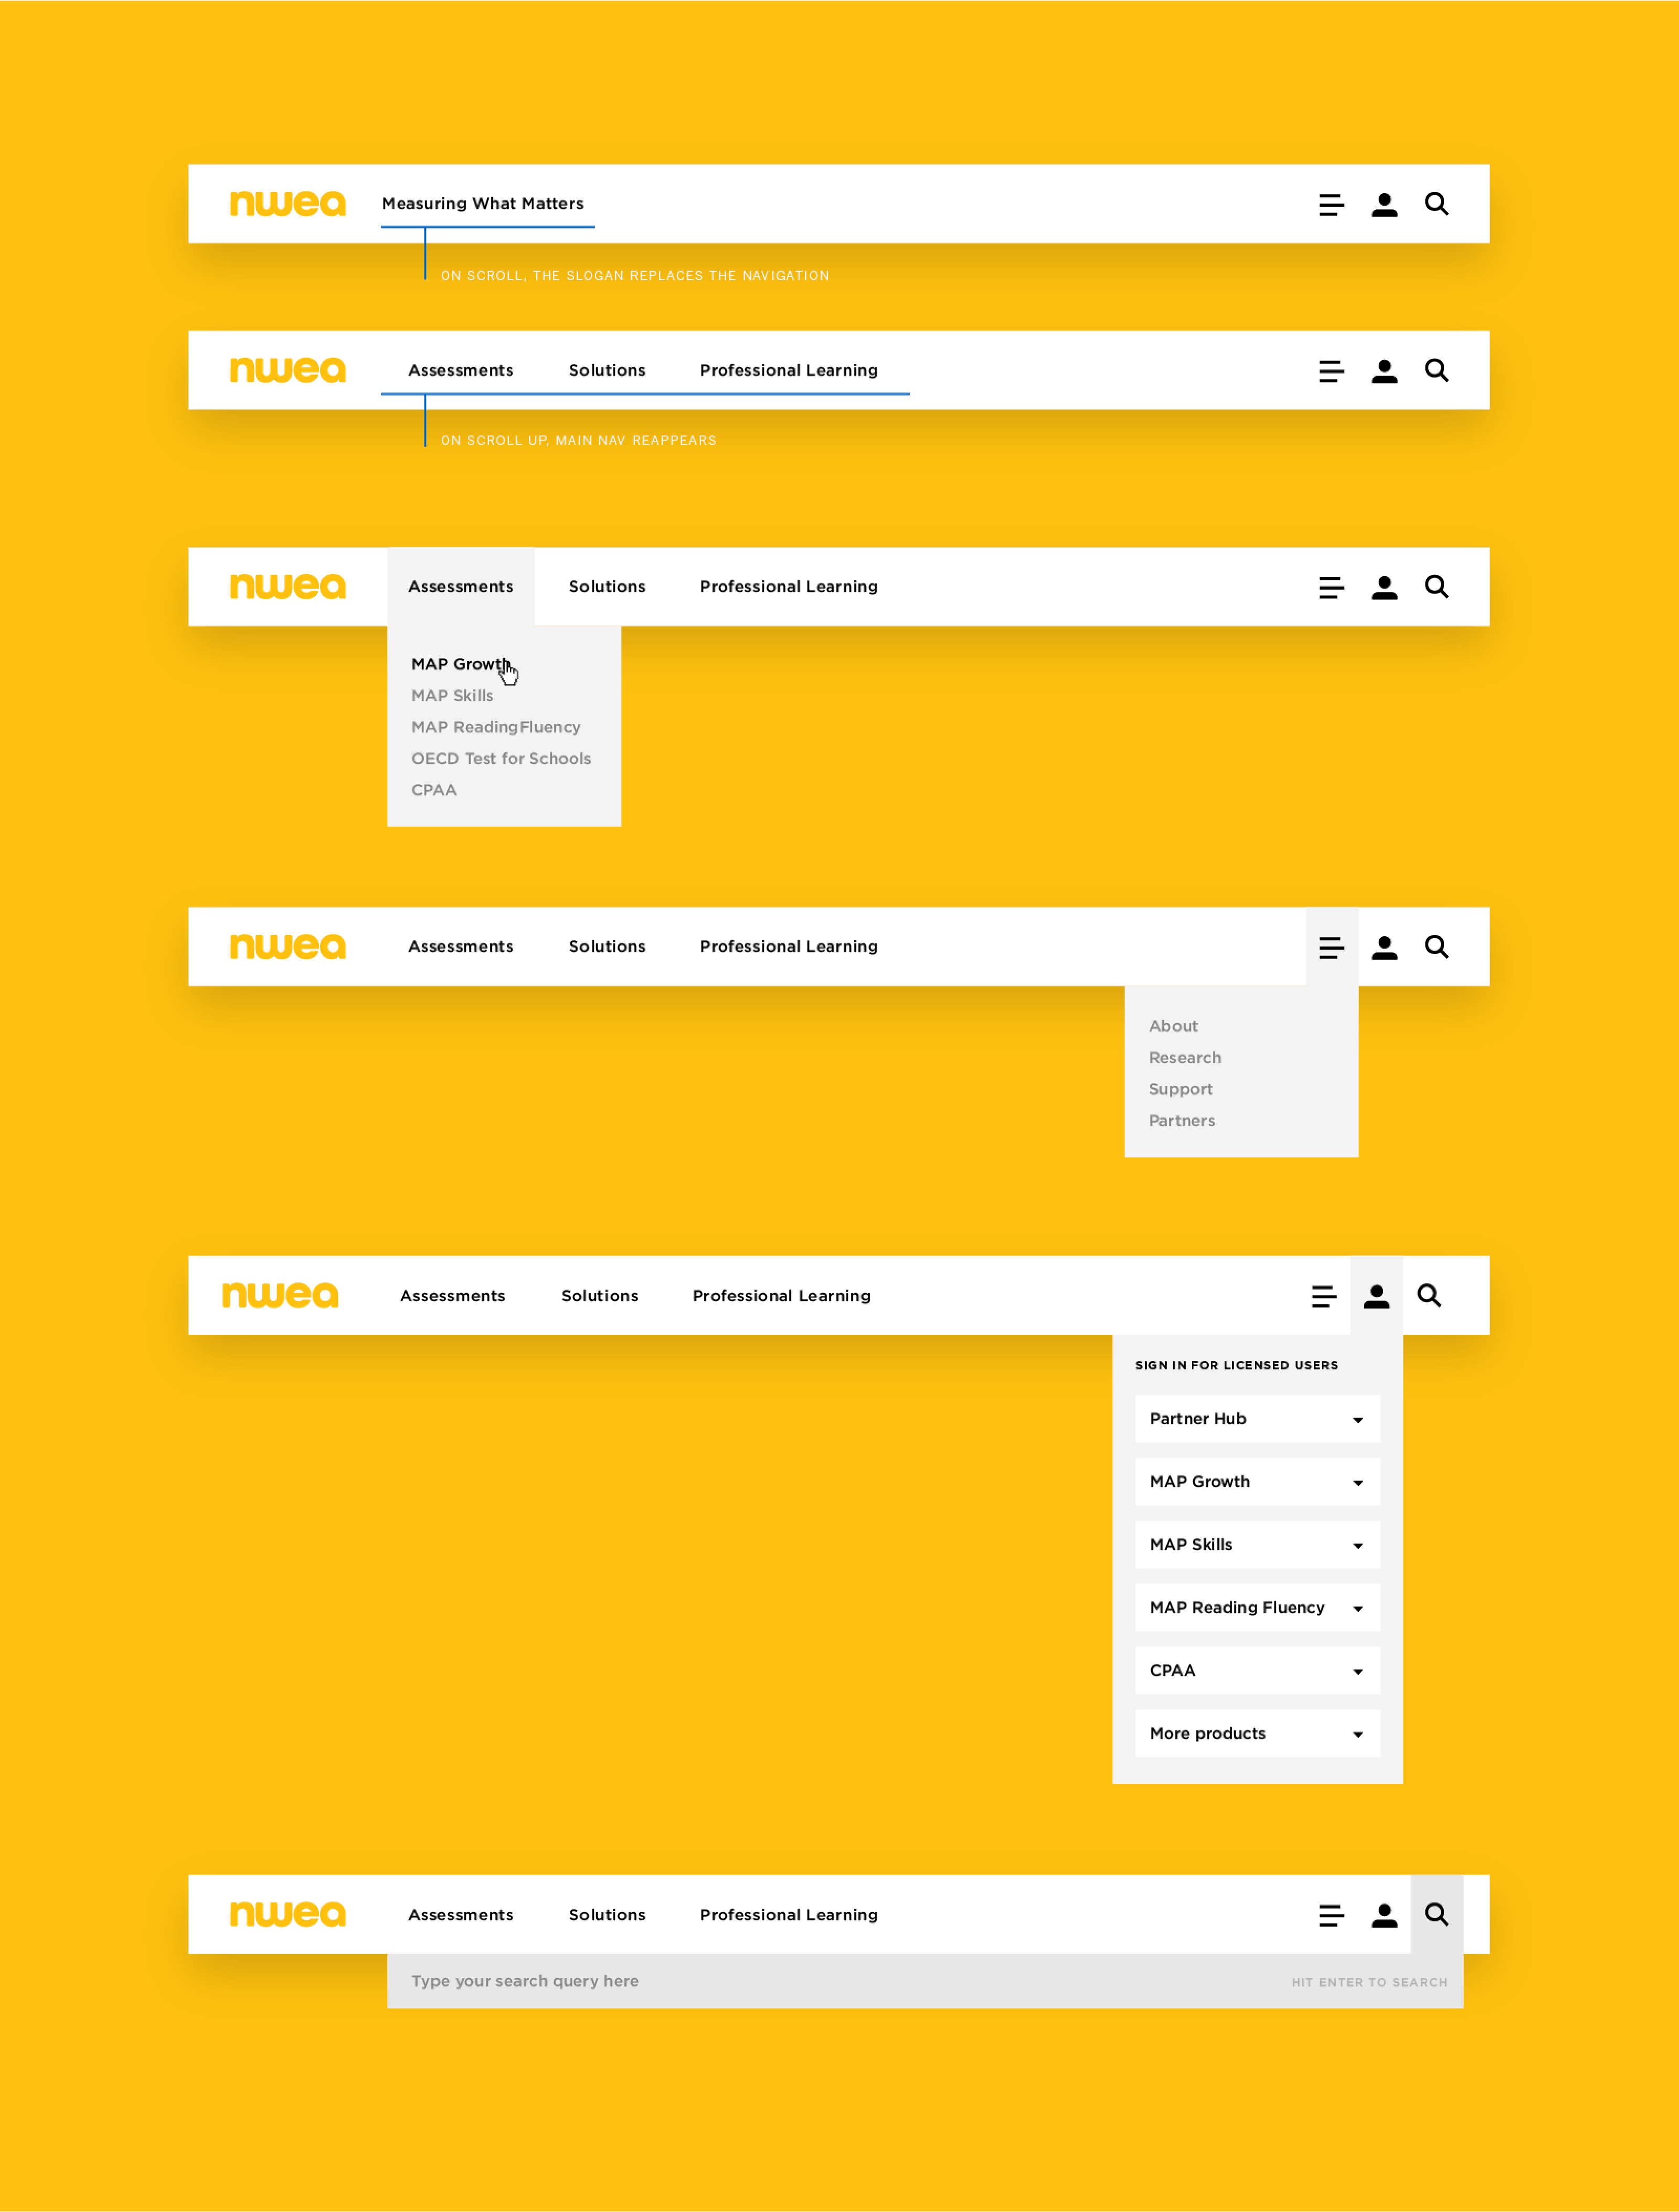 nwea Measuring What Matters
ON SCROLL, THE SLOGAN REPLACES THE NAVIGATION
nwea Assessments Solutions Professional Learning
ON SCROLL UP, MAIN NAV REAPPEARS
nwea Assessments Solutions Professional Learning
MAP Growth
MAP Skills
MAP ReadingFluency
OECD Test for Schools
CPAA
nwea Assessments Solutions Professional Learning
About
Research
Support
Partners
nwea Assessments Solutions Professional Learning
SIGN IN FOR LICENSED USERS
Partner Hub
MAP Growth
MAP Skills
MAP Reading Fluency
CPAA
More products
nwea Assessments Solutions Professional Learning
Type your search query here HIT ENTER TO SEARCH